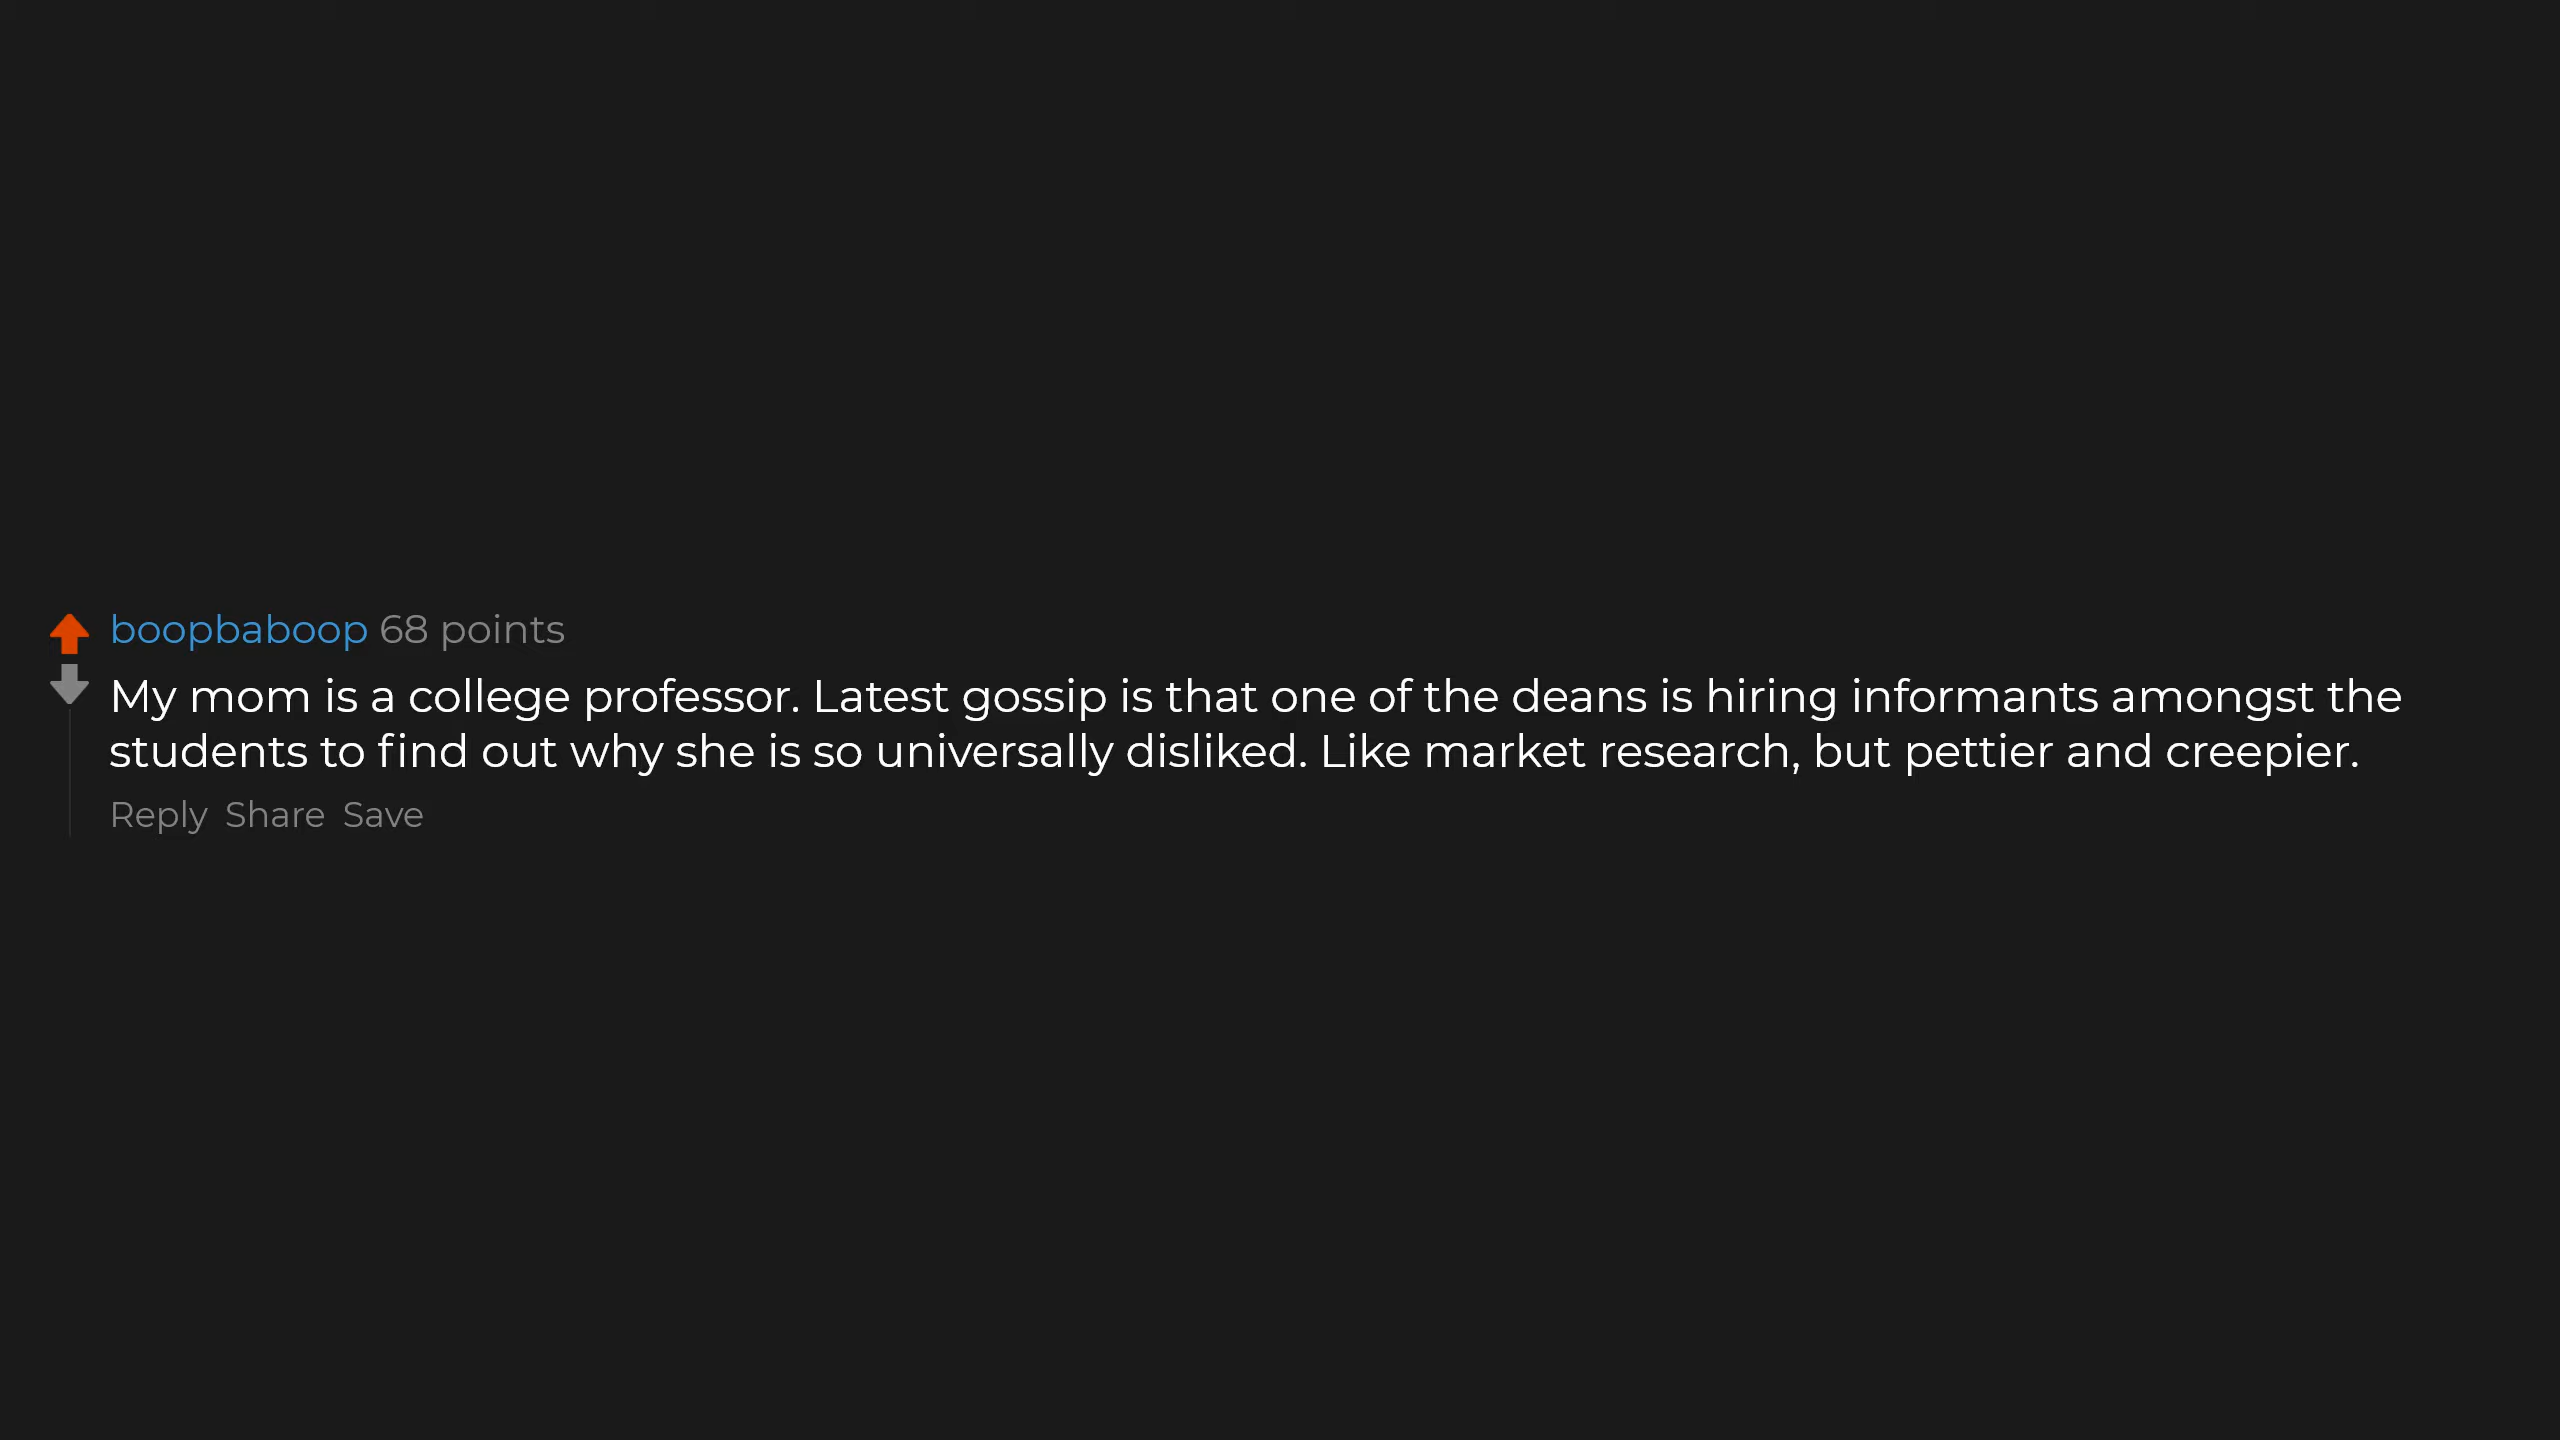 boopbaboop 68 points
My mom is a college professor. Latest gossip is that one of the deans is hiring informants amongst the
students to find out why she is so universally disliked. Like market research, but pettier and creepier.
Reply Share Save